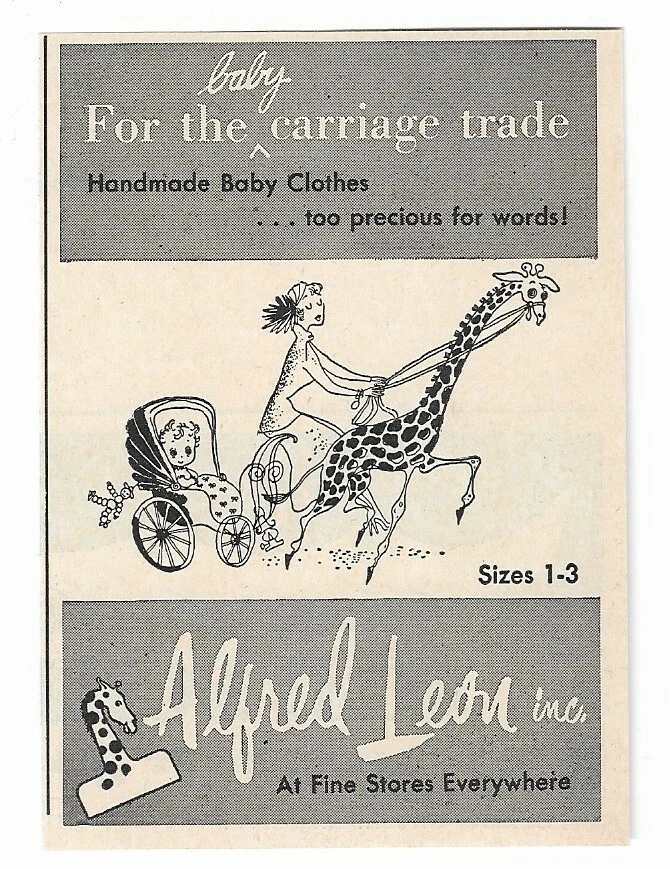 baby
For the ^ carriage trade
Handmade Baby Clothes
... too precious for words!
Sizes 1-3
Alfred Leon inc.
At Fine Stores Everywhere